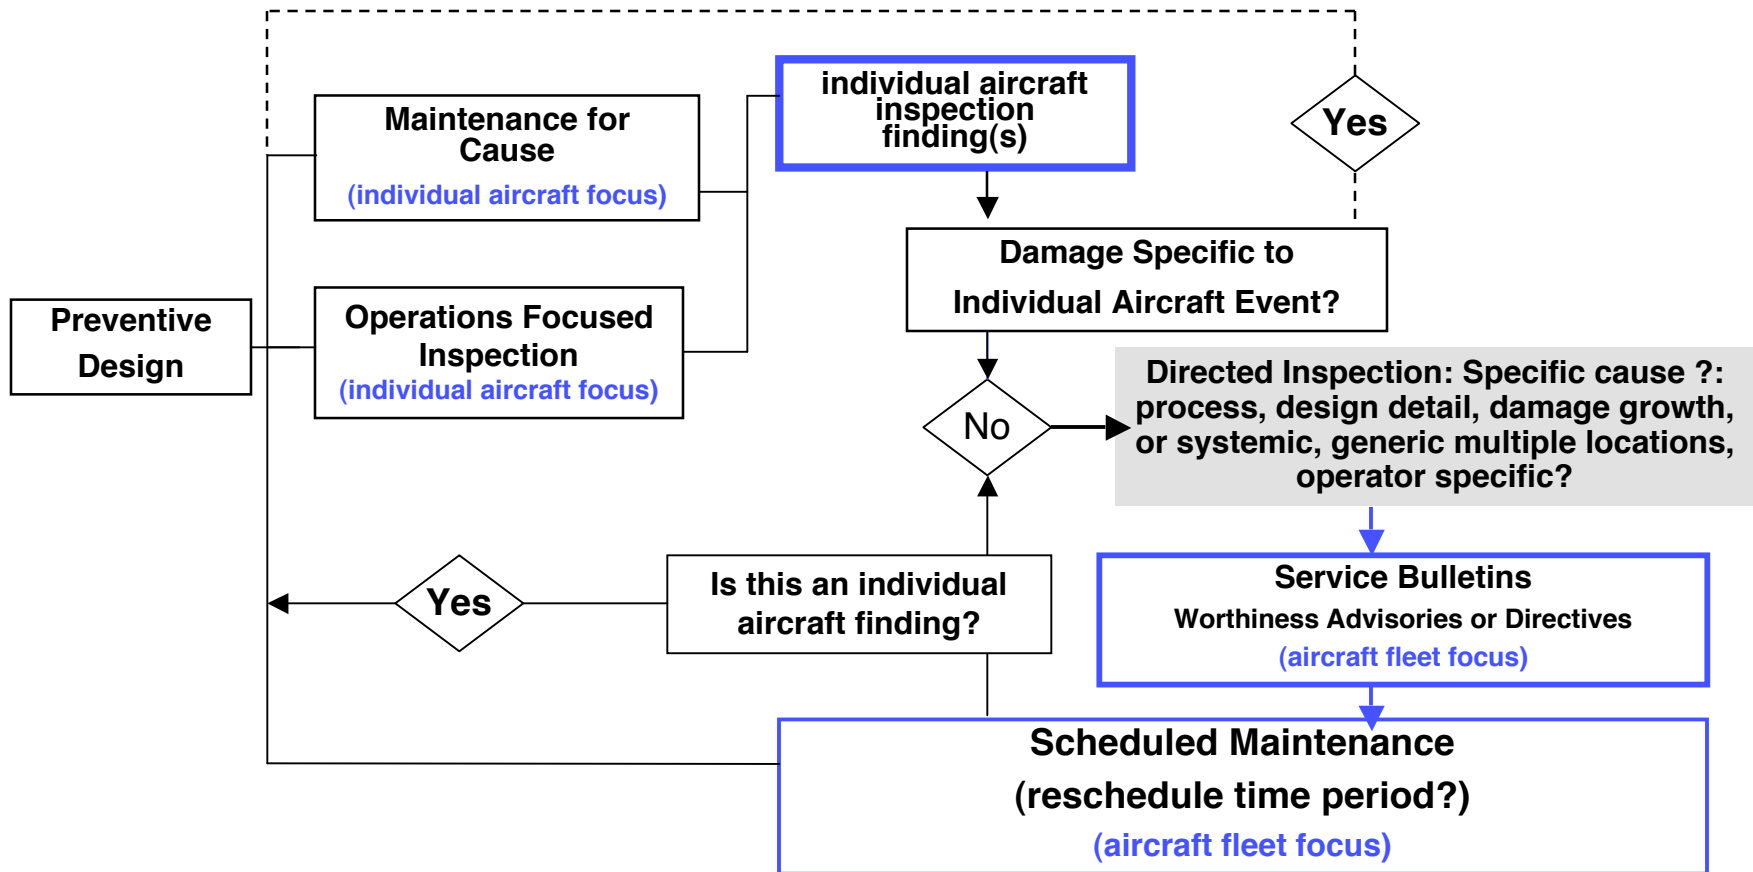 individual aircraft
inspection
finding(s)
Maintenance for
Cause
(individual aircraft focus)
Yes
Damage Specific to
Individual Aircraft Event?
Preventive
Design
Operations Focused
Inspection
(individual aircraft focus)
No
Directed Inspection: Specific cause ?:
process, design detail, damage growth,
or systemic, generic multiple locations,
operator specific?
Yes
Is this an individual
aircraft finding?
Service Bulletins
Worthiness Advisories or Directives
(aircraft fleet focus)
Scheduled Maintenance
(reschedule time period?)
(aircraft fleet focus)